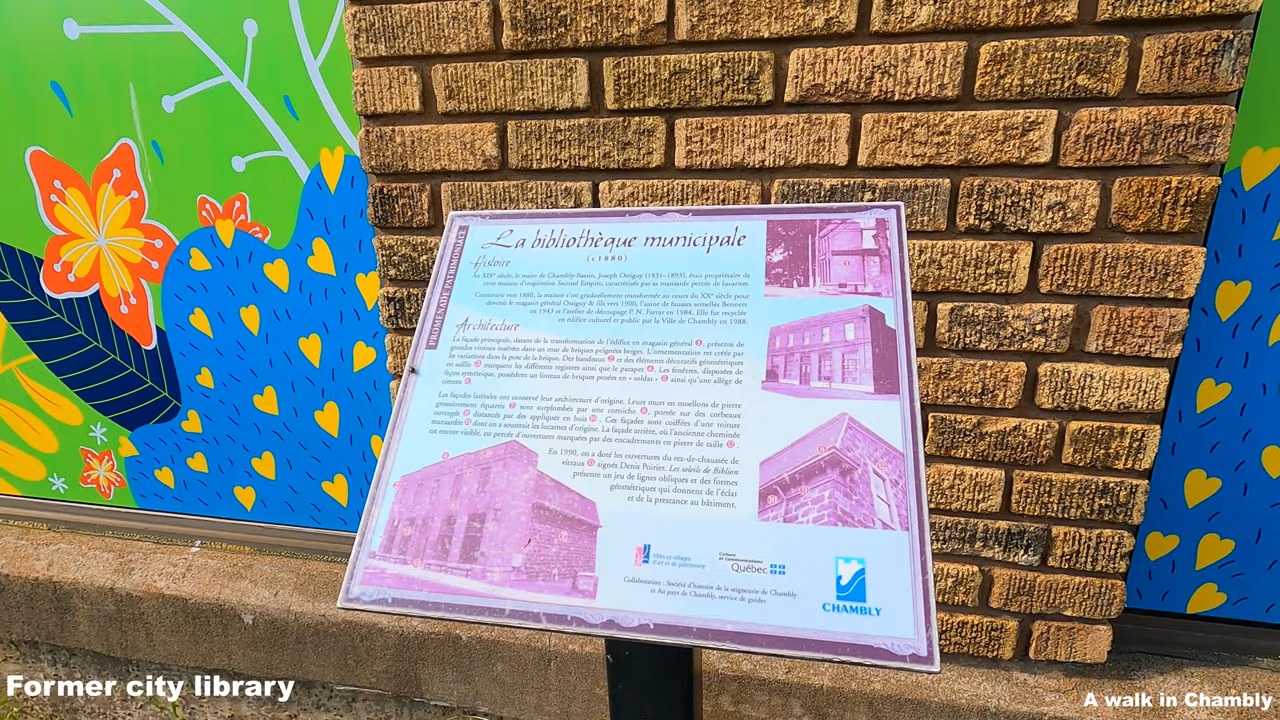 PROMENADE PATRIMONIALE
La bibliothèque municipale
(c1880)
Histoire
Au XIXe siècle, le maire de Chambly-Bassin, Joseph Ostiguy (1831–1893), était propriétaire de
cette maison d'inspiration Second Empire, caractérisée par sa mansarde percée de lucarnes.
Construite vers 1880, la maison s'est graduellement transformée au cours du XXe siècle pour
devenir le magasin général Ostiguy & fils vers 1900, l'usine de fausses semelles Bennett
en 1943 et l'atelier de découpage P. N. Farrar en 1984. Elle fut recyclée
en édifice culturel et public par la Ville de Chambly en 1988.
Architecture
La façade principale, datant de la transformation de l'édifice en magasin général 1, présente de
grandes vitrines insérées dans un mur de briques peignées beiges. L'ornementation est créée par
les variations dans la pose de la brique. Des bandeaux 2 et des éléments décoratifs géométriques
en saillie 3 marquent les différents registres ainsi que le parapet 4. Les fenêtres, disposées de
façon symétrique, possèdent un linteau de briques posées en « soldat » 5 ainsi qu'une allège de
ciment 6.
Les façades latérales ont conservé leur architecture d'origine. Leurs murs en moellons de pierre
grossièrement équarris 7 sont surplombés par une corniche 8, portée sur des corbeaux
ouvragés 9 distancés par des appliques en bois 10. Ces façades sont coiffées d'une toiture
mansardée 11 dont on a soustrait les lucarnes d'origine. La façade arrière, où l'ancienne cheminée
est encore visible, est percée d'ouvertures marquées par des encadrements en pierre de taille 12.
En 1990, on a doté les ouvertures du rez-de-chaussée de
vitraux 13 signés Denis Poirier. Les soleils de Biblion
présente un jeu de lignes obliques et des formes
géométriques qui donnent de l'éclat
et de la prestance au bâtiment.
Villes et villages
d'art et de patrimoine
Culture
et Communications
Québec
Collaboration : Société d'histoire de la seigneurie de Chambly
et Au pays de Chambly, service de guides
CHAMBLY
Former city library
A walk in Chambly